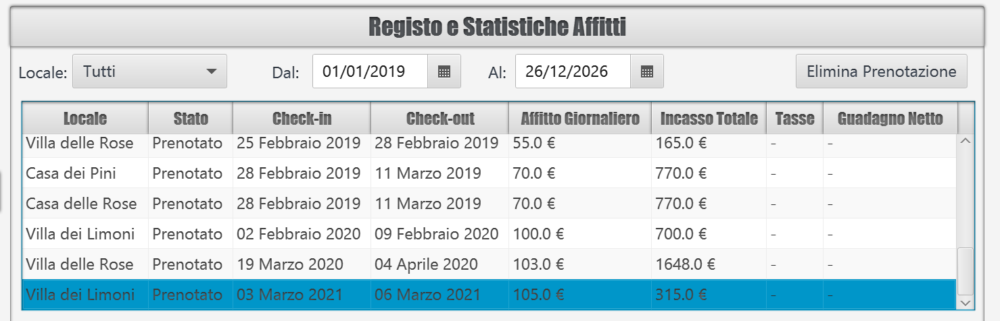 Registo e Statistiche Affitti
Locale: Tutti Dal: 01/01/2019 Al: 26/12/2026 Elimina Prenotazione
Locale Stato Check-in Check-out Affitto Giornaliero Incasso Totale Tasse Guadagno Netto
Villa delle Rose Prenotato 25 Febbraio 2019 28 Febbraio 2019 55.0 € 165.0 € - -
Casa dei Pini Prenotato 28 Febbraio 2019 11 Marzo 2019 70.0 € 770.0 € - -
Casa delle Rose Prenotato 28 Febbraio 2019 11 Marzo 2019 70.0 € 770.0 € - -
Villa dei Limoni Prenotato 02 Febbraio 2020 09 Febbraio 2020 100.0 € 700.0 € - -
Villa delle Rose Prenotato 19 Marzo 2020 04 Aprile 2020 103.0 € 1648.0 € - -
Villa dei Limoni Prenotato 03 Marzo 2021 06 Marzo 2021 105.0 € 315.0 € - -